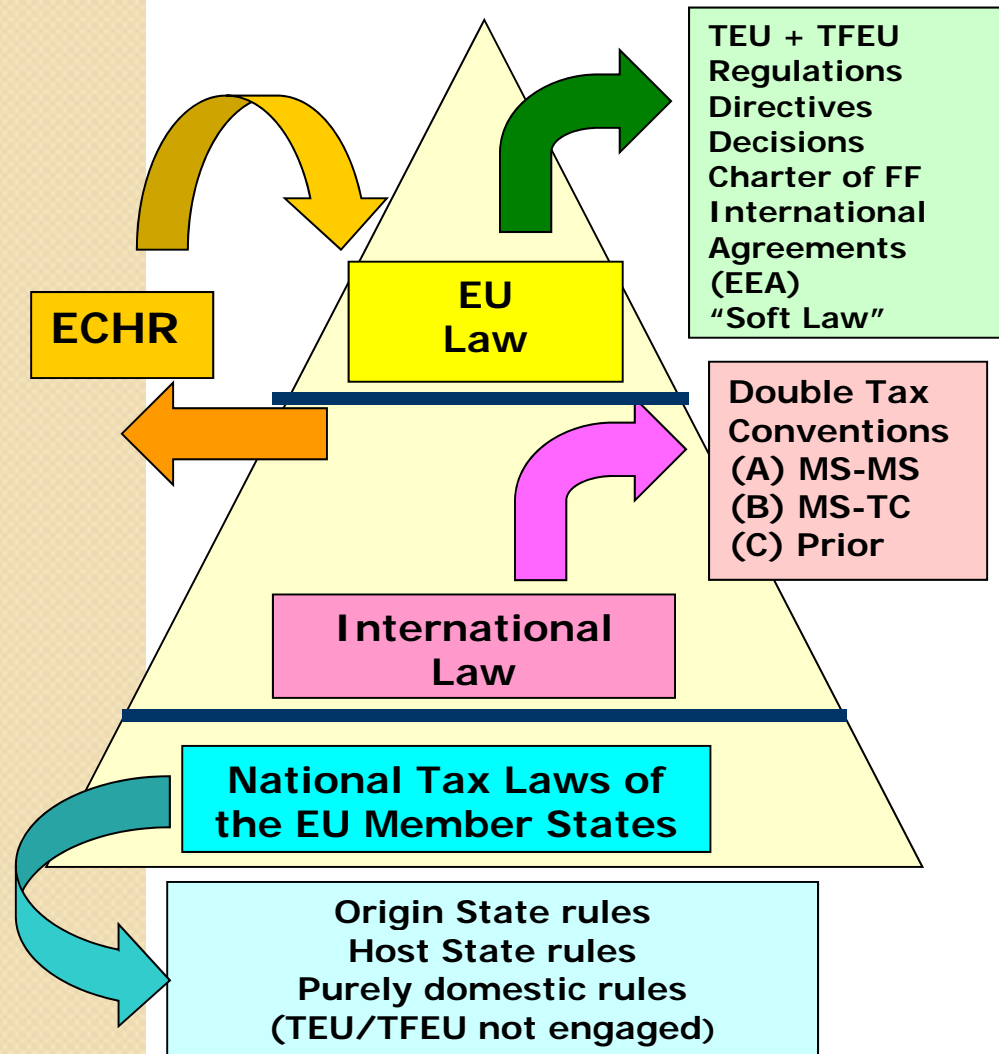 TEU + TFEU
Regulations
Directives
Decisions
Charter of FF
International
Agreements
(EEA)
“Soft Law”
ECHR
EU
Law
Double Tax
Conventions
(A) MS-MS
(B) MS-TC
(C) Prior
International
Law
National Tax Laws of
the EU Member States
Origin State rules
Host State rules
Purely domestic rules
(TEU/TFEU not engaged)